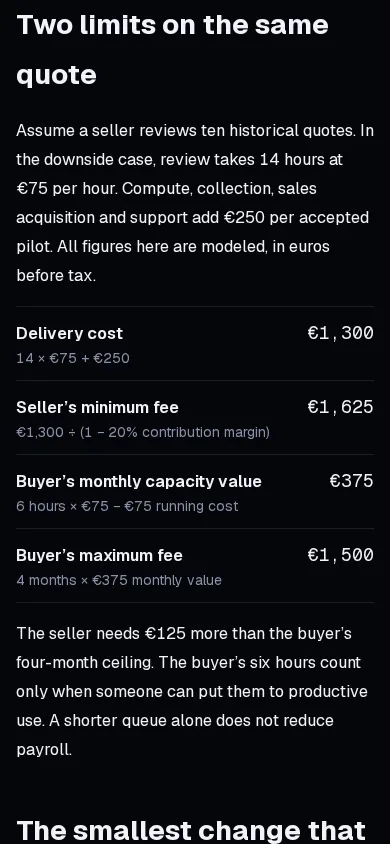 Two limits on the same
quote
Assume a seller reviews ten historical quotes. In
the downside case, review takes 14 hours at
€75 per hour. Compute, collection, sales
acquisition and support add €250 per accepted
pilot. All figures here are modeled, in euros
before tax.
Delivery cost €1,300
14 × €75 + €250
Seller’s minimum fee €1,625
€1,300 ÷ (1 − 20% contribution margin)
Buyer’s monthly capacity value €375
6 hours × €75 − €75 running cost
Buyer’s maximum fee €1,500
4 months × €375 monthly value
The seller needs €125 more than the buyer’s
four-month ceiling. The buyer’s six hours count
only when someone can put them to productive
use. A shorter queue alone does not reduce
payroll.
The smallest change that